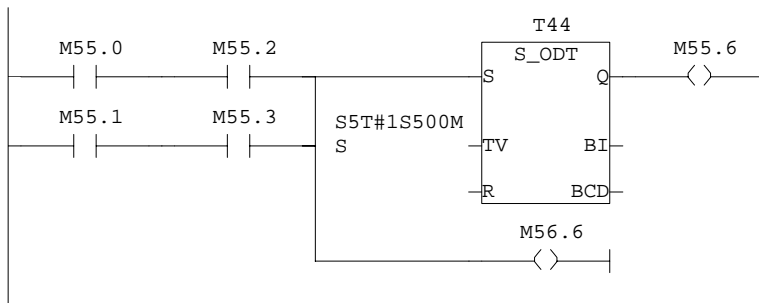 T44
M55.0 M55.2 S_ODT M55.6
S Q
M55.1 M55.3 S5T#1S500M
S TV BI
R BCD
M56.6